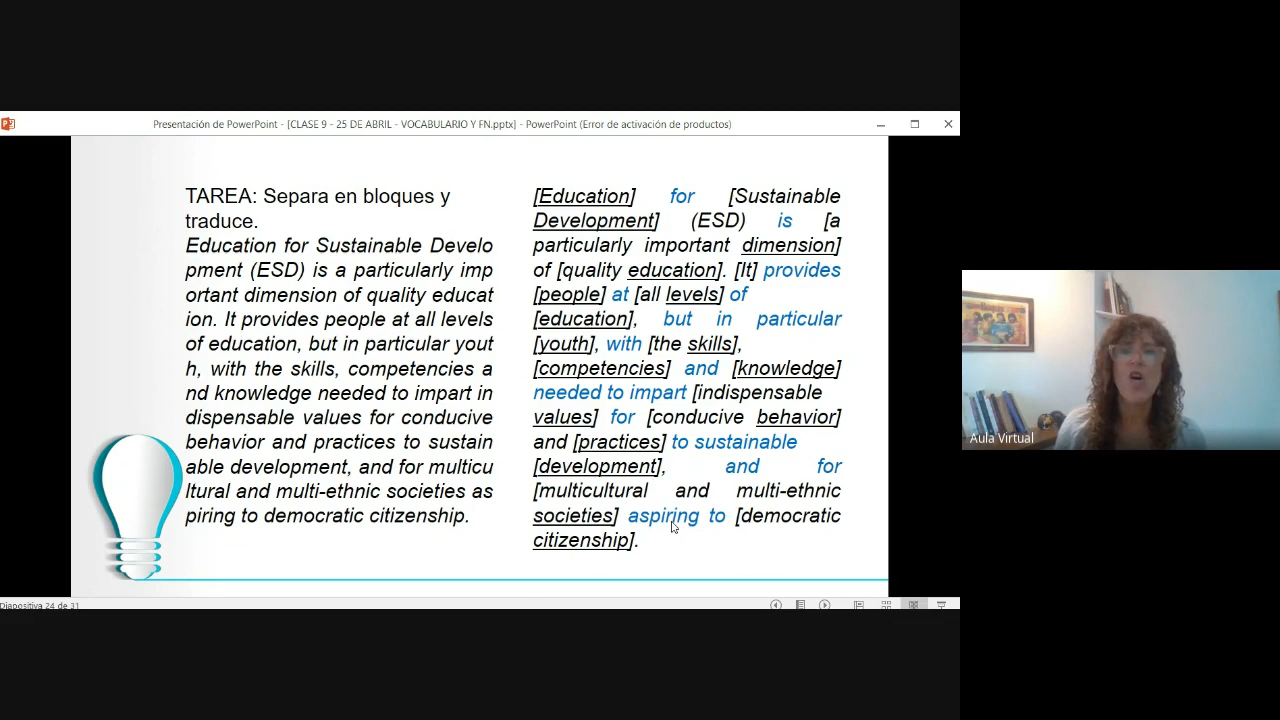 Presentación de PowerPoint - [CLASE 9 - 25 DE ABRIL - VOCABULARIO Y FN.pptx] - PowerPoint (Error de activación de productos)
TAREA: Separa en bloques y
traduce.
Education for Sustainable Develo
pment (ESD) is a particularly imp
ortant dimension of quality educat
ion. It provides people at all levels
of education, but in particular yout
h, with the skills, competencies a
nd knowledge needed to impart in
dispensable values for conducive
behavior and practices to sustain
able development, and for multicu
ltural and multi-ethnic societies as
piring to democratic citizenship.
[Education] for [Sustainable
Development] (ESD) is [a
particularly important dimension]
of [quality education]. [It] provides
[people] at [all levels] of
[education], but in particular
[youth], with [the skills],
[competencies] and [knowledge]
needed to impart [indispensable
values] for [conducive behavior]
and [practices] to sustainable
[development], and for
[multicultural and multi-ethnic
societies] aspiring to [democratic
citizenship].
Diapositiva 24 de 31
Aula Virtual